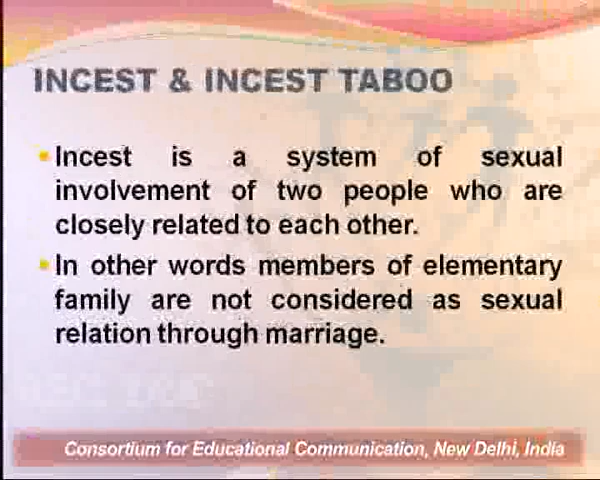 INCEST & INCEST TABOO
Incest is a system of sexual
involvement of two people who are
closely related to each other.
In other words members of elementary
family are not considered as sexual
relation through marriage.
Consortium for Educational Communication, New Delhi, India